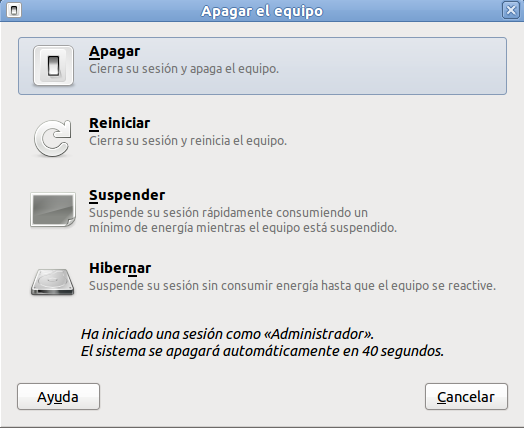 Apagar el equipo
Apagar
Cierra su sesión y apaga el equipo.
Reiniciar
Cierra su sesión y reinicia el equipo.
Suspender
Suspende su sesión rápidamente consumiendo un
mínimo de energía mientras el equipo está suspendido.
Hibernar
Suspende su sesión sin consumir energía hasta que el equipo se reactive.
Ha iniciado una sesión como «Administrador».
El sistema se apagará automáticamente en 40 segundos.
Ayuda
Cancelar